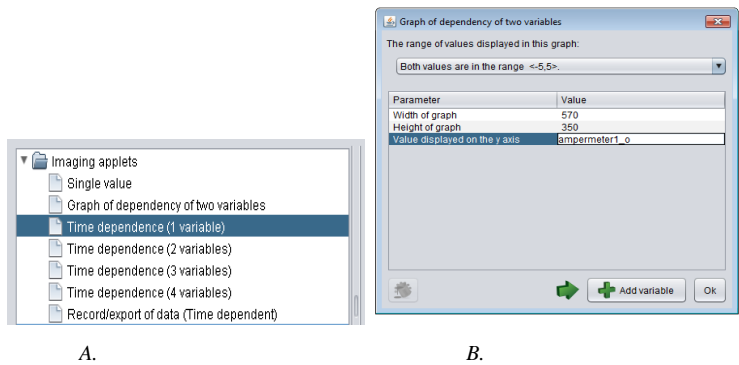 Imaging applets
Single value
Graph of dependency of two variables
Time dependence (1 variable)
Time dependence (2 variables)
Time dependence (3 variables)
Time dependence (4 variables)
Record/export of data (Time dependent)
A.
Graph of dependency of two variables
The range of values displayed in this graph:
Both values are in the range <-5,5>.
Parameter Value
Width of graph 570
Height of graph 350
Value displayed on the y axis ampermeter1_o
Add variable Ok
B.